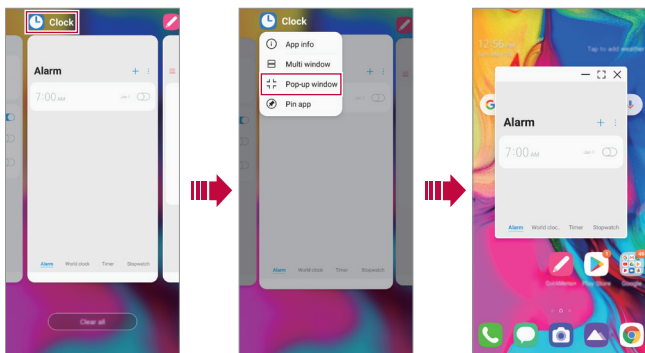 Clock
Alarm
7:00 AM
Alarm
World clock
Timer
Stopwatch
Clear all
Clock
App info
Multi window
Pop-up window
Pin app
Alarm
World clock
Timer
Stopwatch
12:56
Tap to add weather
G
Alarm
7:00 AM
Alarm
World cloc..
Timer
Stopwatch
QuickMemo+
Play Store
Google